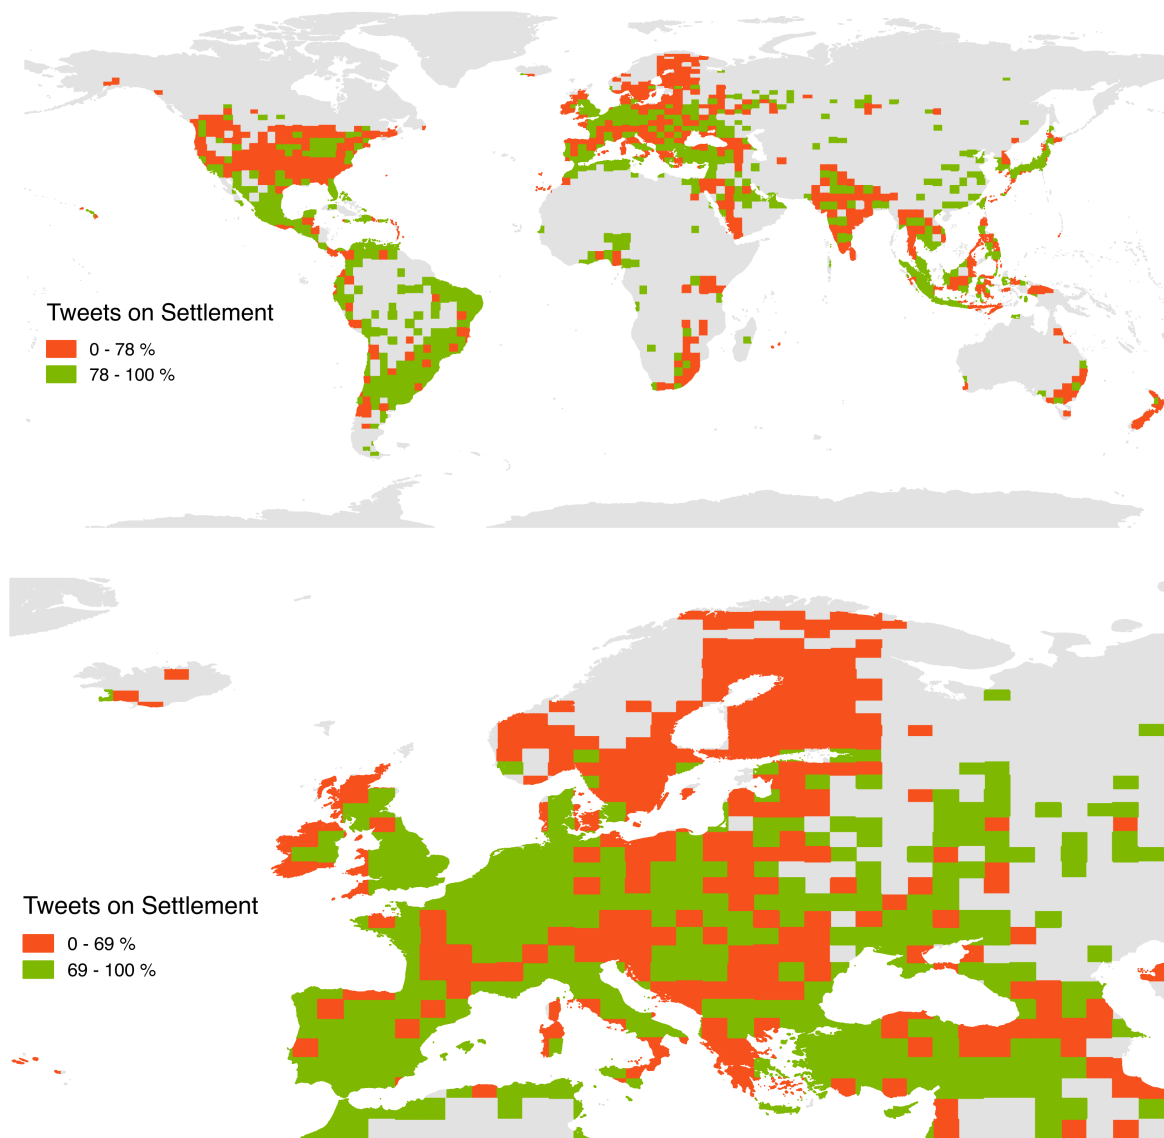 Tweets on Settlement
0 - 78 %
78 - 100 %
Tweets on Settlement
0 - 69 %
69 - 100 %